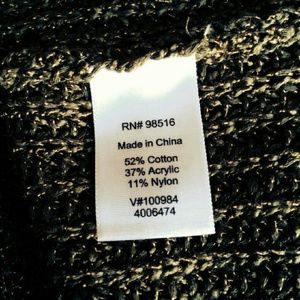 RN# 98516
Made in China
52% Cotton
37% Acrylic
11% Nylon
V#100984
4006474